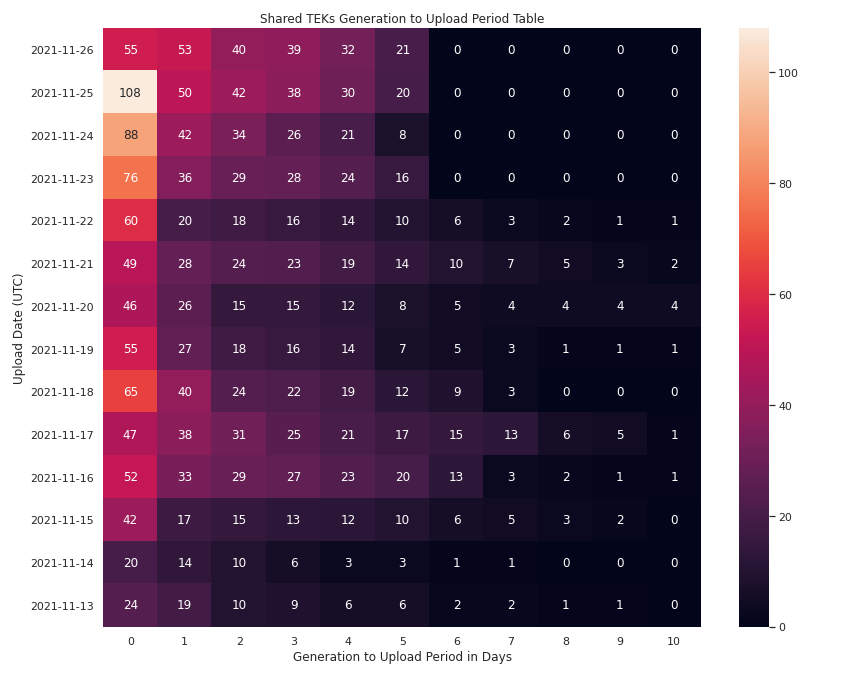 Shared TEKs Generation to Upload Period Table
Upload Date (UTC)
2021-11-26 55 53 40 39 32 21 0 0 0 0 0
2021-11-25 108 50 42 38 30 20 0 0 0 0 0
2021-11-24 88 42 34 26 21 8 0 0 0 0 0
2021-11-23 76 36 29 28 24 16 0 0 0 0 0
2021-11-22 60 20 18 16 14 10 6 3 2 1 1
2021-11-21 49 28 24 23 19 14 10 7 5 3 2
2021-11-20 46 26 15 15 12 8 5 4 4 4 4
2021-11-19 55 27 18 16 14 7 5 3 1 1 1
2021-11-18 65 40 24 22 19 12 9 3 0 0 0
2021-11-17 47 38 31 25 21 17 15 13 6 5 1
2021-11-16 52 33 29 27 23 20 13 3 2 1 1
2021-11-15 42 17 15 13 12 10 6 5 3 2 0
2021-11-14 20 14 10 6 3 3 1 1 0 0 0
2021-11-13 24 19 10 9 6 6 2 2 1 1 0
0 1 2 3 4 5 6 7 8 9 10
Generation to Upload Period in Days
100
80
60
40
20
0